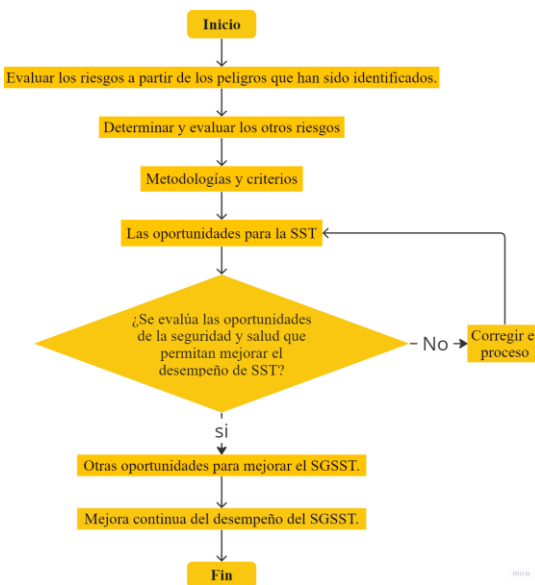 Inicio
Evaluar los riesgos a partir de los peligros que han sido identificados.
Determinar y evaluar los otros riesgos
Metodologías y criterios
Las oportunidades para la SST
¿Se evalúa las oportunidades
de la seguridad y salud que
permitan mejorar el
desempeño de SST?
No
Corregir e
proceso
si
Otras oportunidades para mejorar el SGSST.
Mejora continua del desempeño del SGSST.
Fin
miro